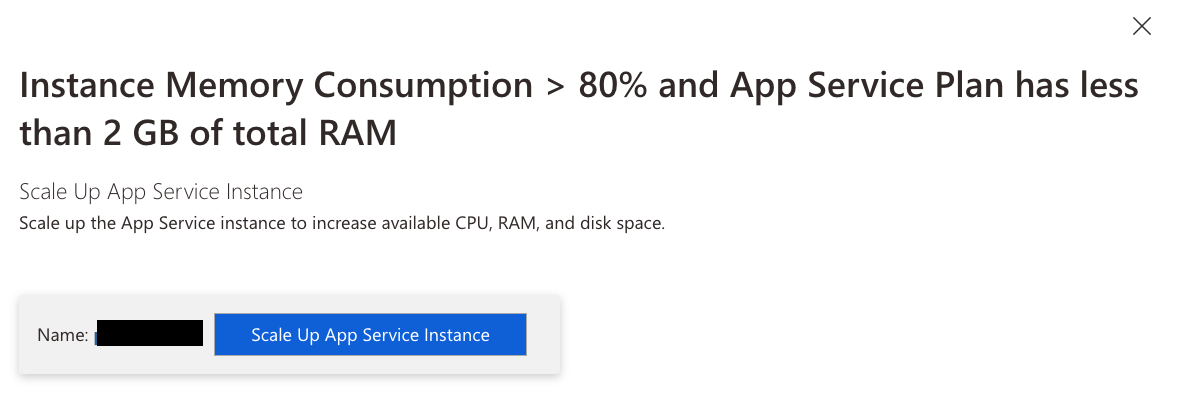 Instance Memory Consumption > 80% and App Service Plan has less
than 2 GB of total RAM
Scale Up App Service Instance
Scale up the App Service instance to increase available CPU, RAM, and disk space.
Name:
Scale Up App Service Instance